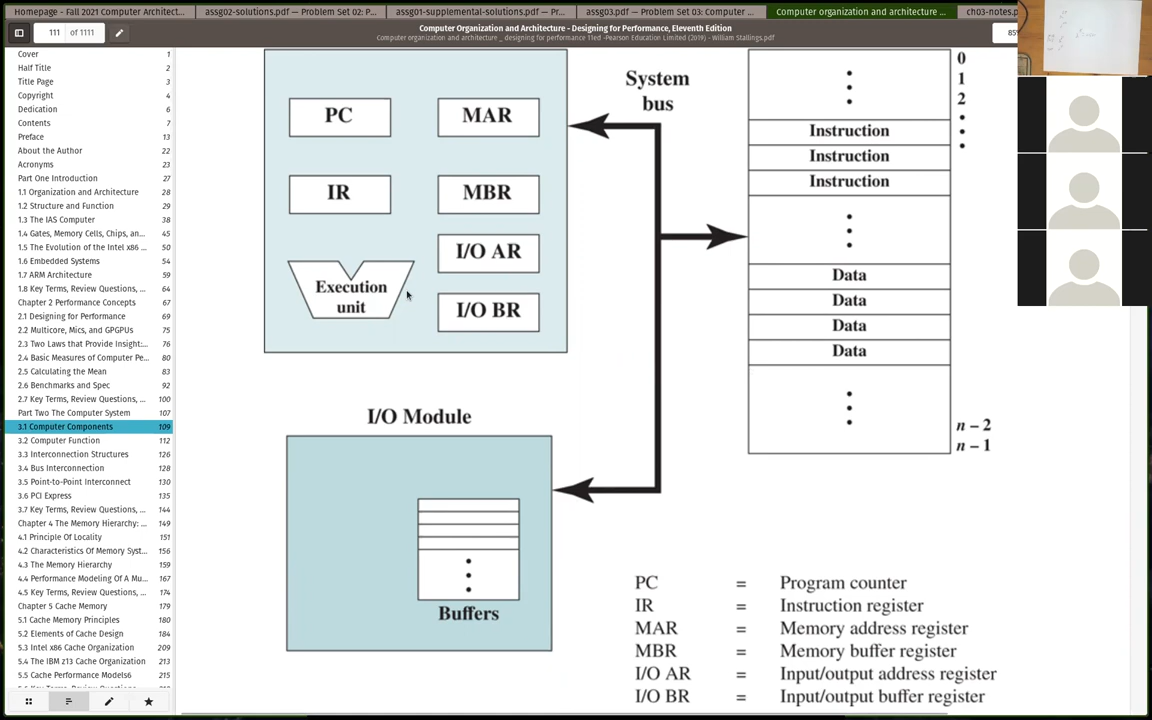 Homepage - Fall 2021 Computer Architect...
assg02-solutions.pdf — Problem Set 02: P...
assg01-supplemental-solutions.pdf — Pr...
assg03.pdf — Problem Set 03: Computer ...
Computer organization and architecture ...
ch03-notes.p
111 of 1111
Computer Organization and Architecture - Designing for Performance, Eleventh Edition
Computer organization and architecture _ designing for performance 11ed -Pearson Education Limited (2019) - William Stallings.pdf
85%
Cover 1
Half Title 2
Title Page 3
Copyright 4
Dedication 6
Contents 7
Preface 13
About the Author 22
Acronyms 23
Part One Introduction 27
1.1 Organization and Architecture 28
1.2 Structure and Function 29
1.3 The IAS Computer 38
1.4 Gates, Memory Cells, Chips, an... 45
1.5 The Evolution of the Intel x86 ... 50
1.6 Embedded Systems 54
1.7 ARM Architecture 59
1.8 Key Terms, Review Questions, ... 64
Chapter 2 Performance Concepts 67
2.1 Designing for Performance 69
2.2 Multicore, Mics, and GPGPUs 75
2.3 Two Laws that Provide Insight:... 76
2.4 Basic Measures of Computer Pe... 80
2.5 Calculating the Mean 83
2.6 Benchmarks and Spec 92
2.7 Key Terms, Review Questions, ... 100
Part Two The Computer System 107
3.1 Computer Components 109
3.2 Computer Function 112
3.3 Interconnection Structures 126
3.4 Bus Interconnection 128
3.5 Point-to-Point Interconnect 130
3.6 PCI Express 135
3.7 Key Terms, Review Questions, ... 144
Chapter 4 The Memory Hierarchy: ... 149
4.1 Principle Of Locality 151
4.2 Characteristics Of Memory Syst... 156
4.3 The Memory Hierarchy 159
4.4 Performance Modeling Of A Mu... 167
4.5 Key Terms, Review Questions, ... 174
Chapter 5 Cache Memory 179
5.1 Cache Memory Principles 180
5.2 Elements of Cache Design 184
5.3 Intel x86 Cache Organization 209
5.4 The IBM z13 Cache Organization 213
5.5 Cache Performance Models6 215
PC
MAR
IR
MBR
I/O AR
Execution
unit
I/O BR
System
bus
0
1
2
Instruction
Instruction
Instruction
Data
Data
Data
Data
n – 2
n – 1
I/O Module
Buffers
PC = Program counter
IR = Instruction register
MAR = Memory address register
MBR = Memory buffer register
I/O AR = Input/output address register
I/O BR = Input/output buffer register